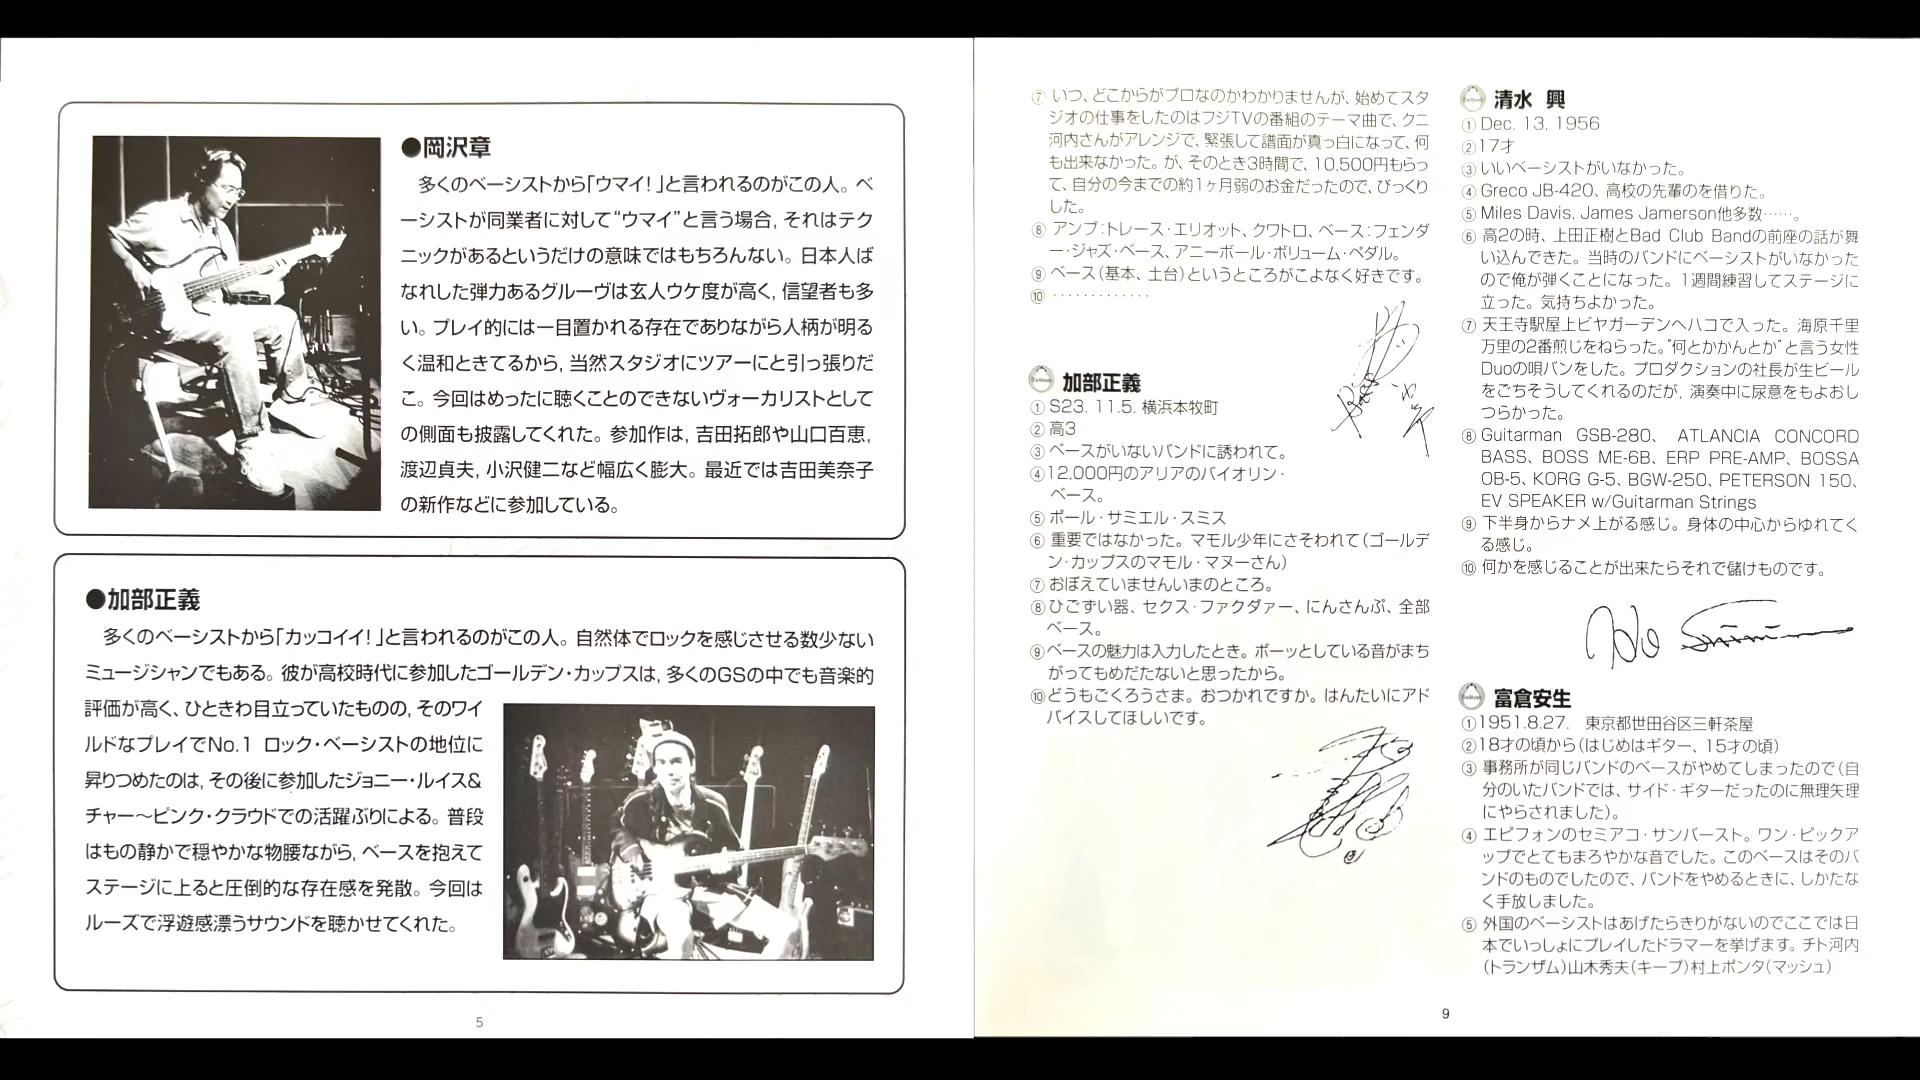 ●岡沢章
多くのベーシストから「ウマイ！」と言われるのがこの人。ベ
ーシストが同業者に対して“ウマイ”と言う場合，それはテク
ニックがあるというだけの意味ではもちろんない。日本人ば
なれした弾力あるグルーヴは玄人ウケ度が高く，信望者も多
い。プレイ的には一目置かれる存在でありながら人柄が明る
く温和ときてるから，当然スタジオにツアーにと引っ張りだ
こ。今回はめったに聴くことのできないヴォーカリストとして
の側面も披露してくれた。参加作は，吉田拓郎や山口百恵，
渡辺貞夫，小沢健二など幅広く膨大。最近では吉田美奈子
の新作などに参加している。
●加部正義
多くのベーシストから「カッコイイ！」と言われるのがこの人。自然体でロックを感じさせる数少ない
ミュージシャンでもある。彼が高校時代に参加したゴールデン・カップスは，多くのGSの中でも音楽的
評価が高く、ひときわ目立っていたものの，そのワイ
ルドなプレイでNo.1 ロック・ベーシストの地位に
昇りつめたのは，その後に参加したジョニー・ルイス&
チャー〜ピンク・クラウドでの活躍ぶりによる。普段
はもの静かで穏やかな物腰ながら，ベースを抱えて
ステージに上ると圧倒的な存在感を発散。今回は
ルーズで浮遊感漂うサウンドを聴かせてくれた。
5
⑦ いつ、どこからがプロなのかわかりませんが、始めてスタ
ジオの仕事をしたのはフジTVの番組のテーマ曲で、クニ
河内さんがアレンジで、緊張して譜面が真っ白になって、何
も出来なかった。が、そのとき3時間で、10,500円もらっ
て、自分の今までの約1ヶ月弱のお金だったので、びっくり
した。
⑧ アンプ：トレース・エリオット、クワトロ、ベース：フェンダ
ー・ジャズ・ベース、アニーボール・ボリューム・ペダル。
⑨ ベース（基本、土台）というところがこよなく好きです。
⑩ ‥‥‥‥‥‥‥
加部正義
① S23. 11.5. 横浜本牧町
② 高3
③ ベースがいないバンドに誘われて。
④ 12.000円のアリアのバイオリン・
ベース。
⑤ ポール・サミエル・スミス
⑥ 重要ではなかった。マモル少年にさそわれて（ゴールデ
ン・カップスのマモル・マヌーさん）
⑦ おぼえていませんいまのところ。
⑧ ひごずい器、セクス・ファクダァー、にんさんぷ、全部
ベース。
⑨ ベースの魅力は入力したとき。ボーッとしている音がまち
がってもめだたないと思ったから。
⑩ どうもごくろうさま。おつかれですか。はんたいにアド
バイスしてほしいです。
清水 興
① Dec. 13, 1956
② 17才
③ いいベーシストがいなかった。
④ Greco JB-420、高校の先輩のを借りた。
⑤ Miles Davis, James Jamerson他多数……。
⑥ 高2の時、上田正樹とBad Club Bandの前座の話が舞
い込んできた。当時のバンドにベーシストがいなかった
ので俺が弾くことになった。1週間練習してステージに
立った。気持ちよかった。
⑦ 天王寺駅屋上ビヤガーデンへハコで入った。海原千里
万里の2番煎じをねらった。“何とかかんとか”と言う女性
Duoの唄バンをした。プロダクションの社長が生ビール
をごちそうしてくれるのだが，演奏中に尿意をもよおし
つらかった。
⑧ Guitarman GSB-280、ATLANCIA CONCORD
BASS、BOSS ME-6B、ERP PRE-AMP、BOSSA
OB-5、KORG G-5、BGW-250、PETERSON 150、
EV SPEAKER w/Guitarman Strings
⑨ 下半身からナメ上がる感じ。身体の中心からゆれてく
る感じ。
⑩ 何かを感じることが出来たらそれで儲けものです。
富倉安生
① 1951.8.27. 東京都世田谷区三軒茶屋
② 18才の頃から（はじめはギター、15才の頃）
③ 事務所が同じバンドのベースがやめてしまったので（自
分のいたバンドでは、サイド・ギターだったのに無理矢理
にやらされました）。
④ エピフォンのセミアコ・サンバースト。ワン・ピックア
ップでとてもまろやかな音でした。このベースはそのバ
ンドのものでしたので、バンドをやめるときに、しかたな
く手放しました。
⑤ 外国のベーシストはあげたらきりがないのでここでは日
本でいっしょにプレイしたドラマーを挙げます。チト河内
（トランザム）山木秀夫（キープ）村上ポンタ（マッシュ）
9